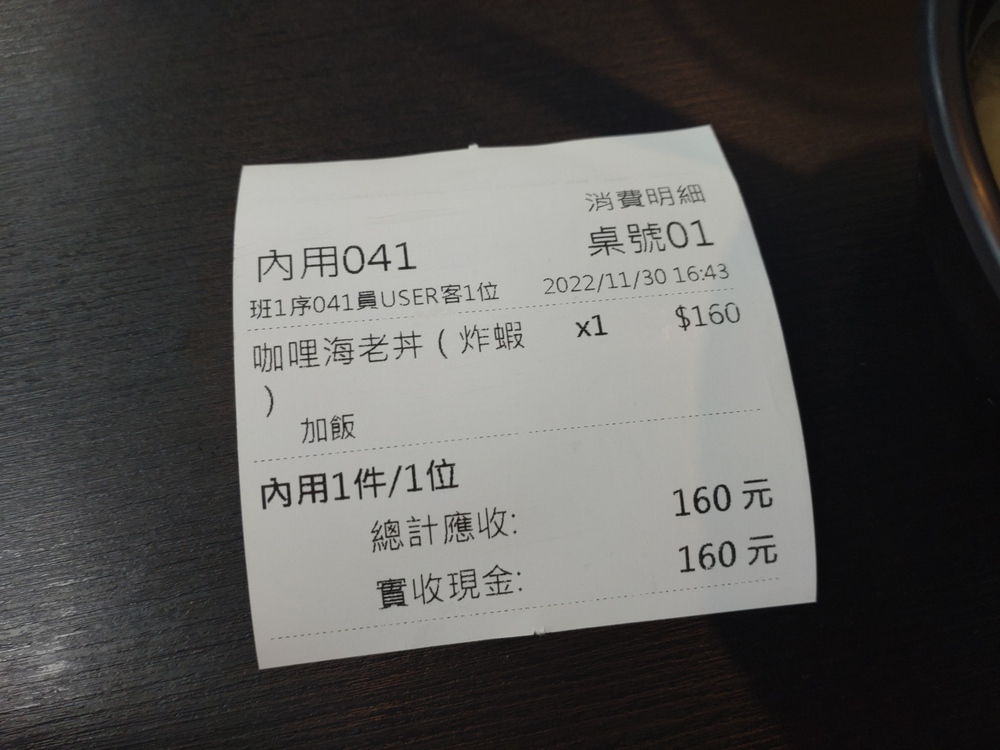 消費明細
內用041
桌號01
班1序041員USER客1位
2022/11/30 16:43
咖哩海老丼(炸蝦 x1 $160
)
加飯
內用1件/1位
總計應收: 160 元
實收現金: 160 元